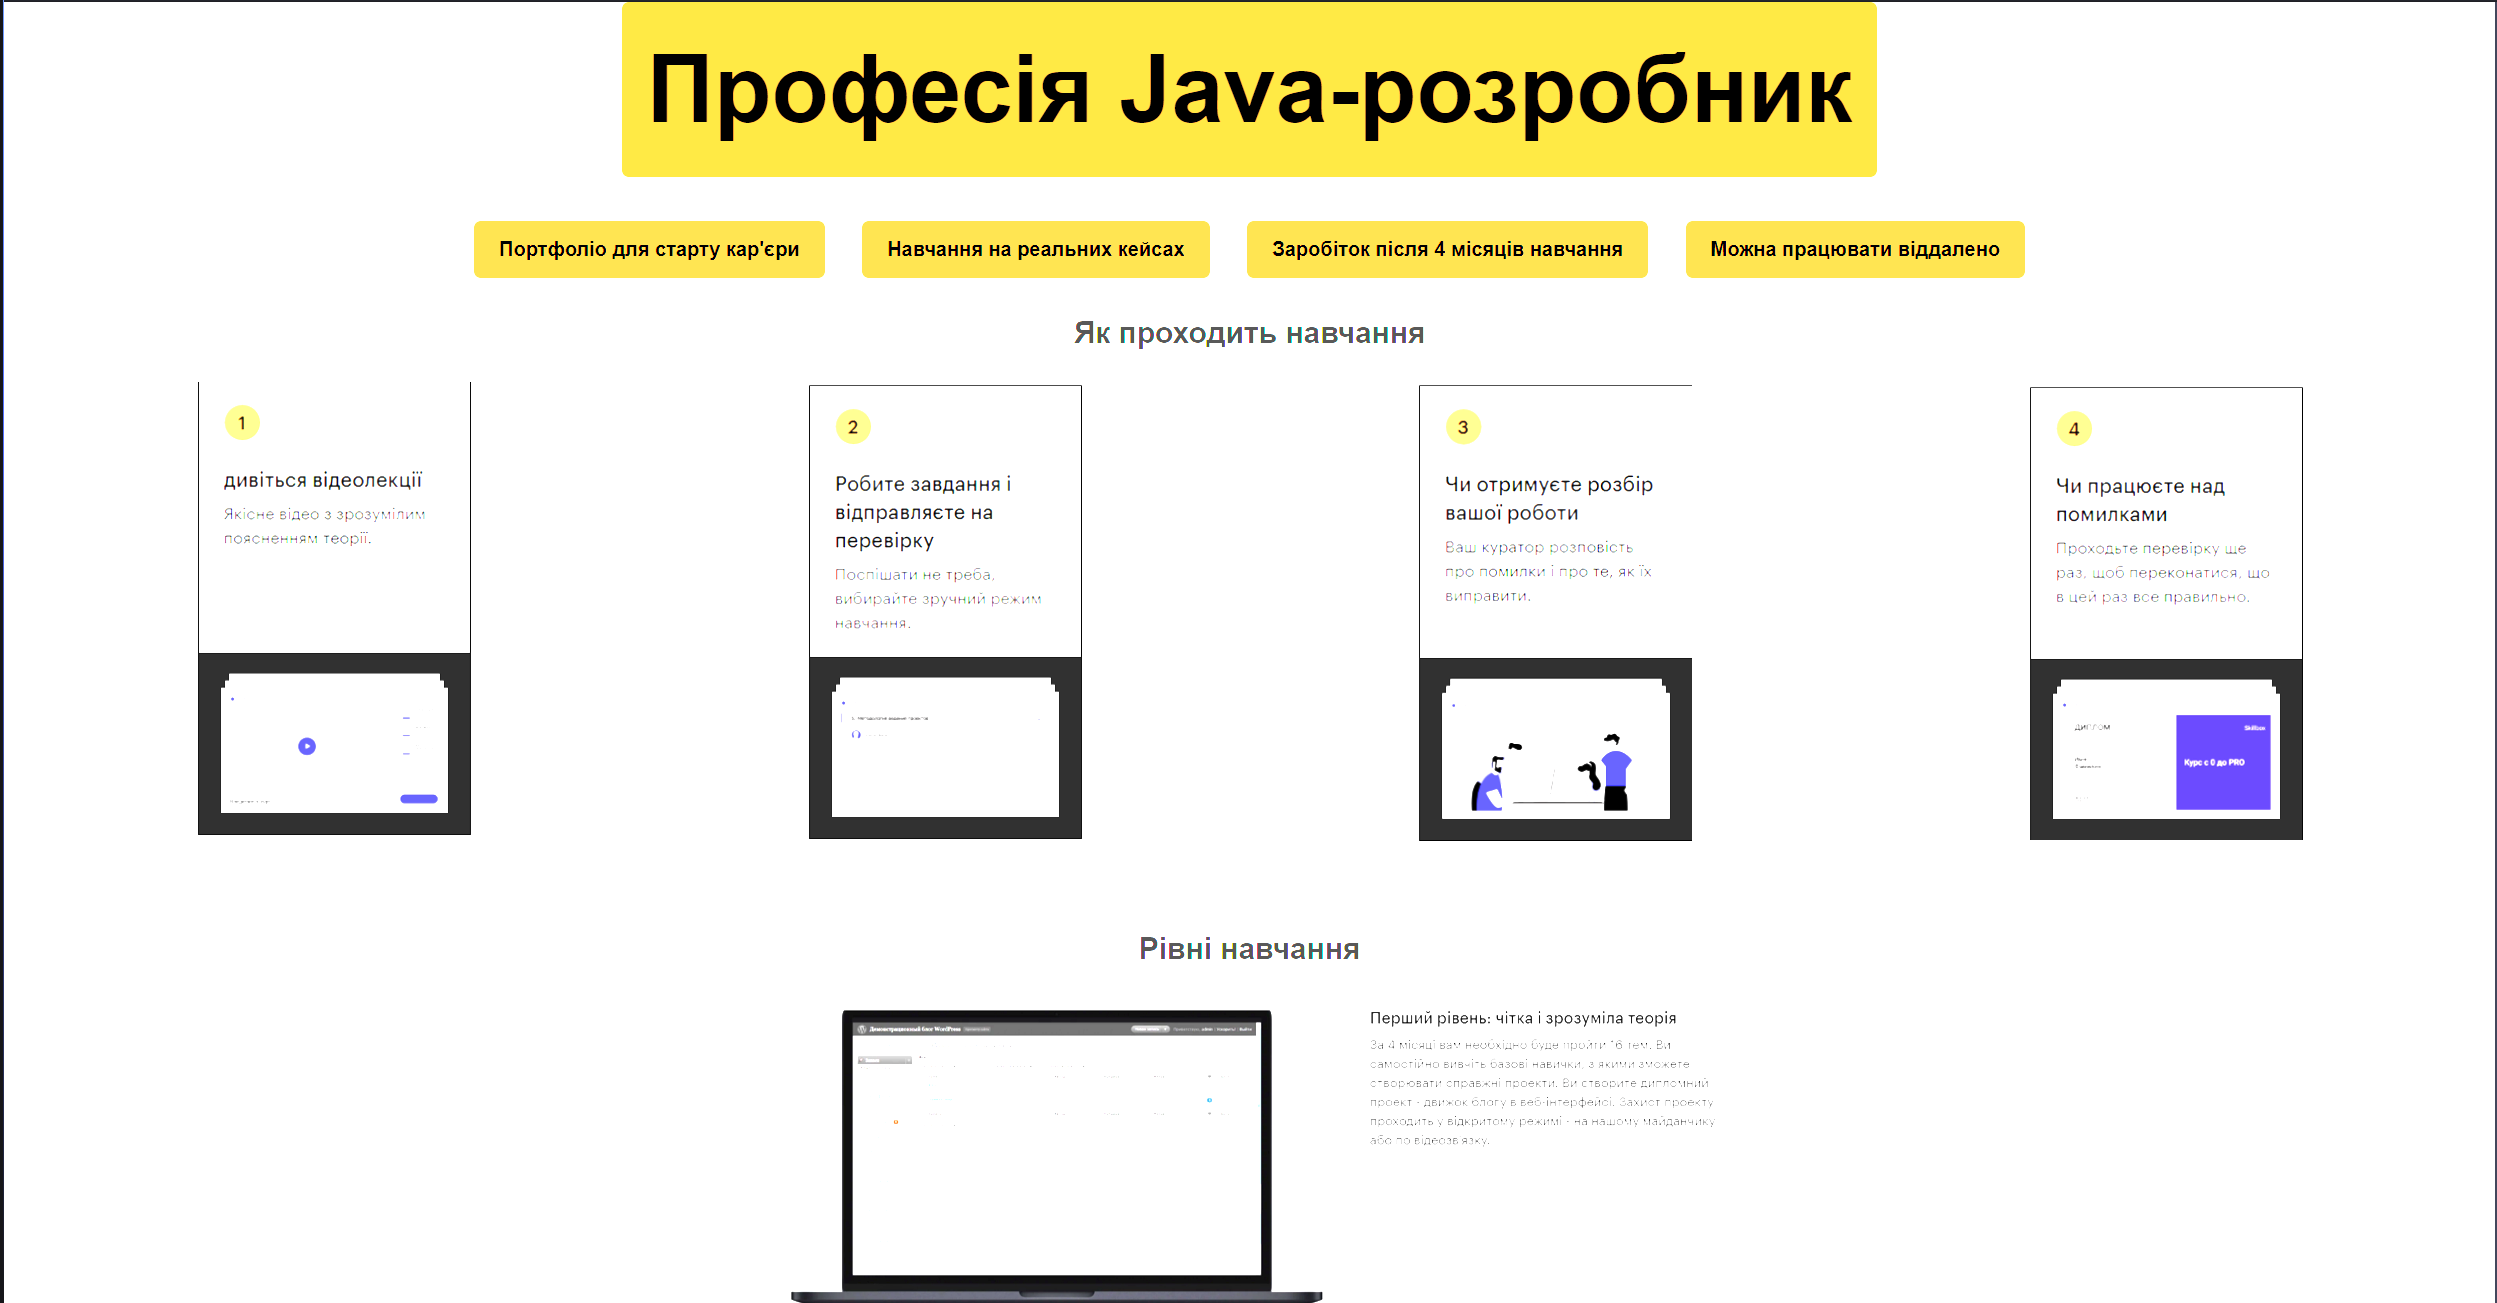 Професія Java-розробник
Портфоліо для старту кар'єри
Навчання на реальних кейсах
Заробіток після 4 місяців навчання
Можна працювати віддалено
Як проходить навчання
1
дивіться відеолекції
Якісне відео з зрозумілим
поясненням теорії.
2
Робите завдання і
відправляєте на
перевірку
Поспішати не треба,
вибирайте зручний режим
навчання.
3
Чи отримуєте розбір
вашої роботи
Ваш куратор розповість
про помилки і про те, як їх
виправити.
4
Чи працюєте над
помилками
Проходьте перевірку ще
раз, щоб переконатися, що
в цей раз все правильно.
диплом
Skillbox
Курс с 0 до PRO
Рівні навчання
Демонстрационный блог WordPress
Перший рівень: чітка і зрозуміла теорія
За 4 місяці вам необхідно буде пройти 16 тем. Ви
самостійно вивчіть базові навички, з якими зможете
створювати справжні проекти. Ви створите дипломний
проект - движок блогу в веб-інтерфейсі. Захист проекту
проходить у відкритому режимі - на нашому майданчику
або по відеозв'язку.